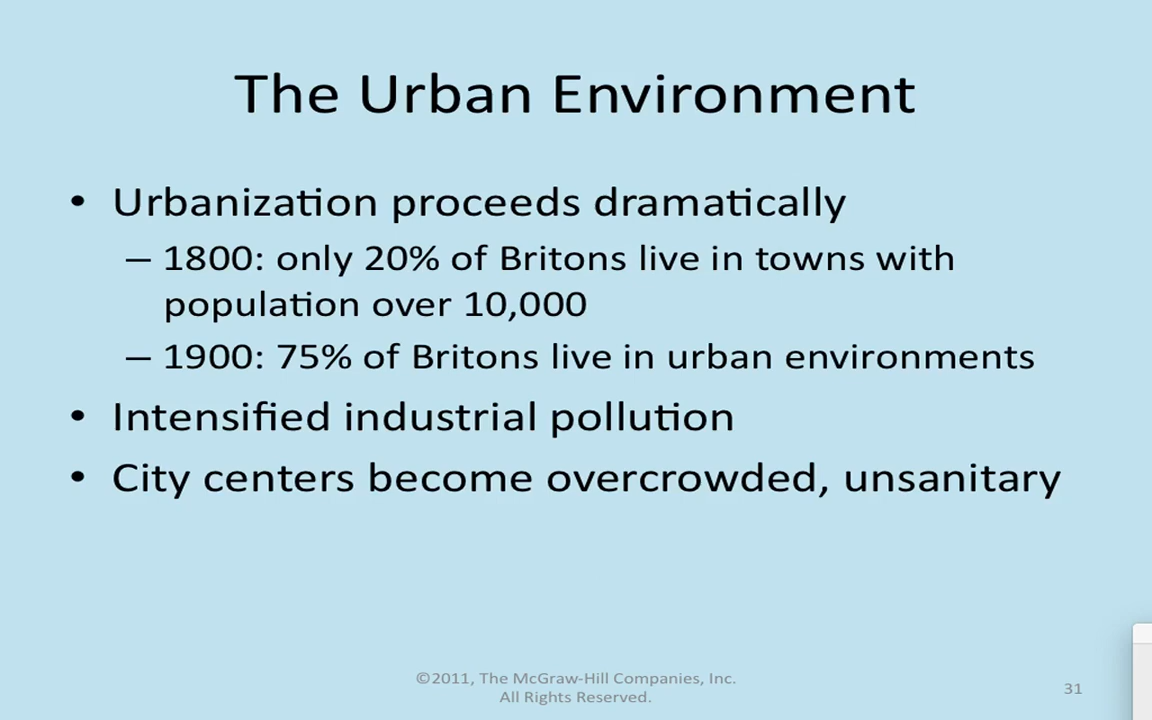 The Urban Environment
• Urbanization proceeds dramatically
– 1800: only 20% of Britons live in towns with
population over 10,000
– 1900: 75% of Britons live in urban environments
• Intensified industrial pollution
• City centers become overcrowded, unsanitary
©2011, The McGraw-Hill Companies, Inc.
All Rights Reserved.
31